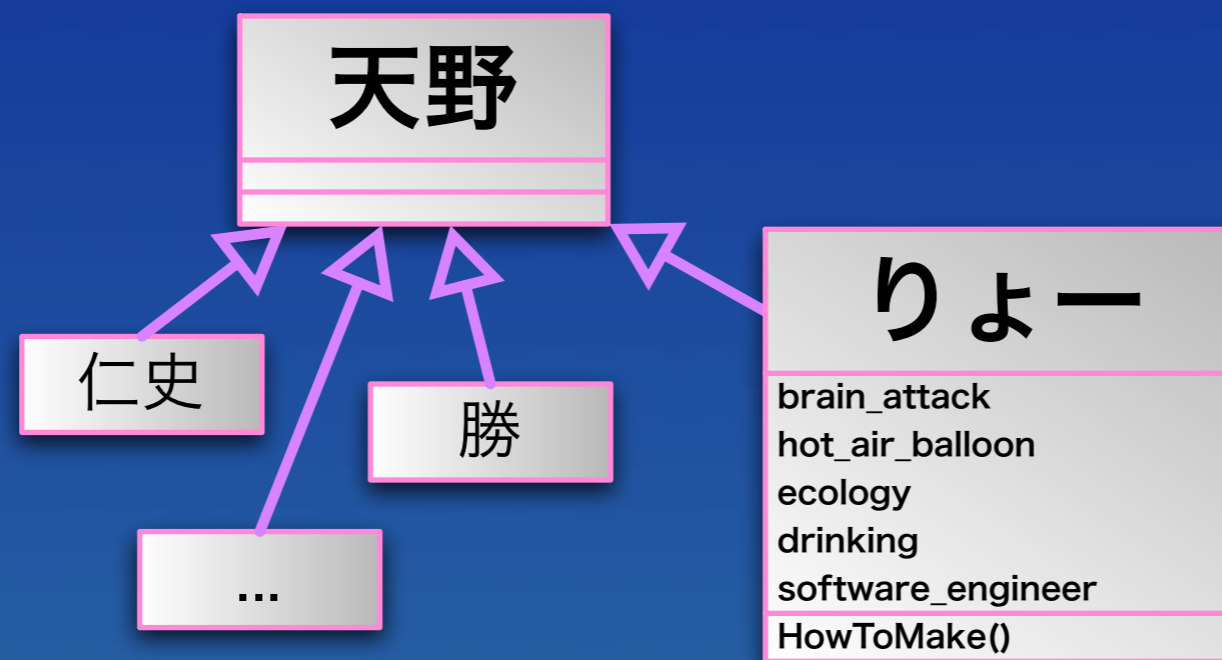 天野
仁史
勝
...
りょー
brain_attack
hot_air_balloon
ecology
drinking
software_engineer
HowToMake()